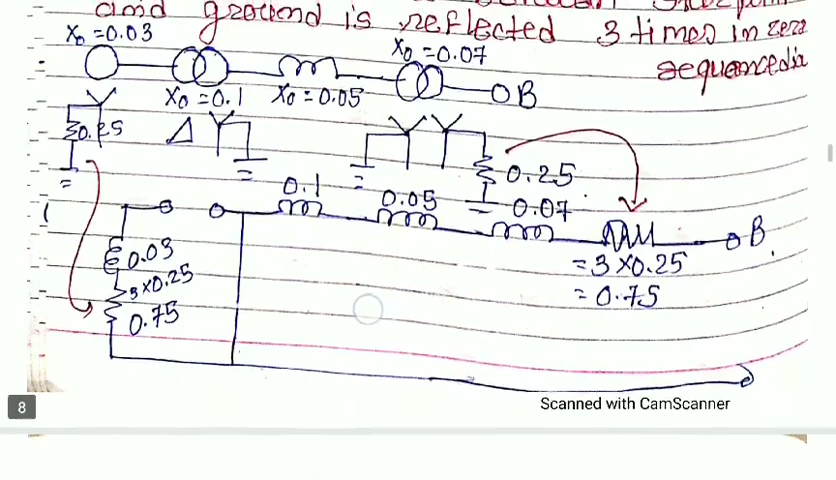 and ground is reflected 3 times in zero
sequence dia
X₀ = 0.03
X₀ = 0.07
X₀ = 0.1 X₀ = 0.05
B
0.25
Δ
0.25
0.1
0.05
0.07
B
0.03
3 × 0.25
0.75
= 3 × 0.25
= 0.75
8
Scanned with CamScanner